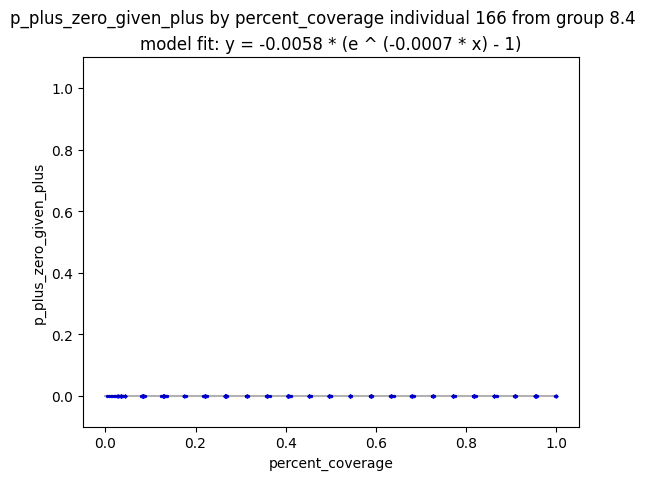 p_plus_zero_given_plus by percent_coverage individual 166 from group 8.4
model fit: y = -0.0058 * (e ^ (-0.0007 * x) - 1)
1.0
0.8
0.6
0.4
0.2
0.0
p_plus_zero_given_plus
0.0 0.2 0.4 0.6 0.8 1.0
percent_coverage